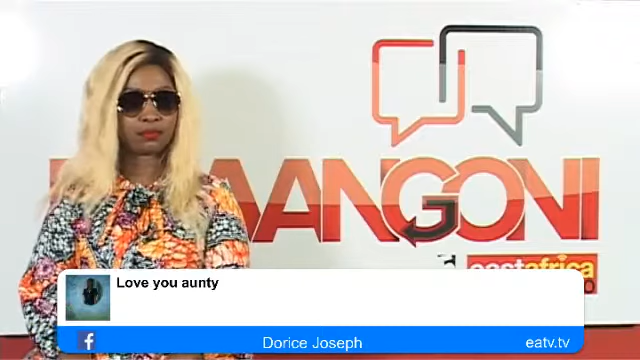 AANGONI
eastafrica
Love you aunty
Dorice Joseph
eatv.tv